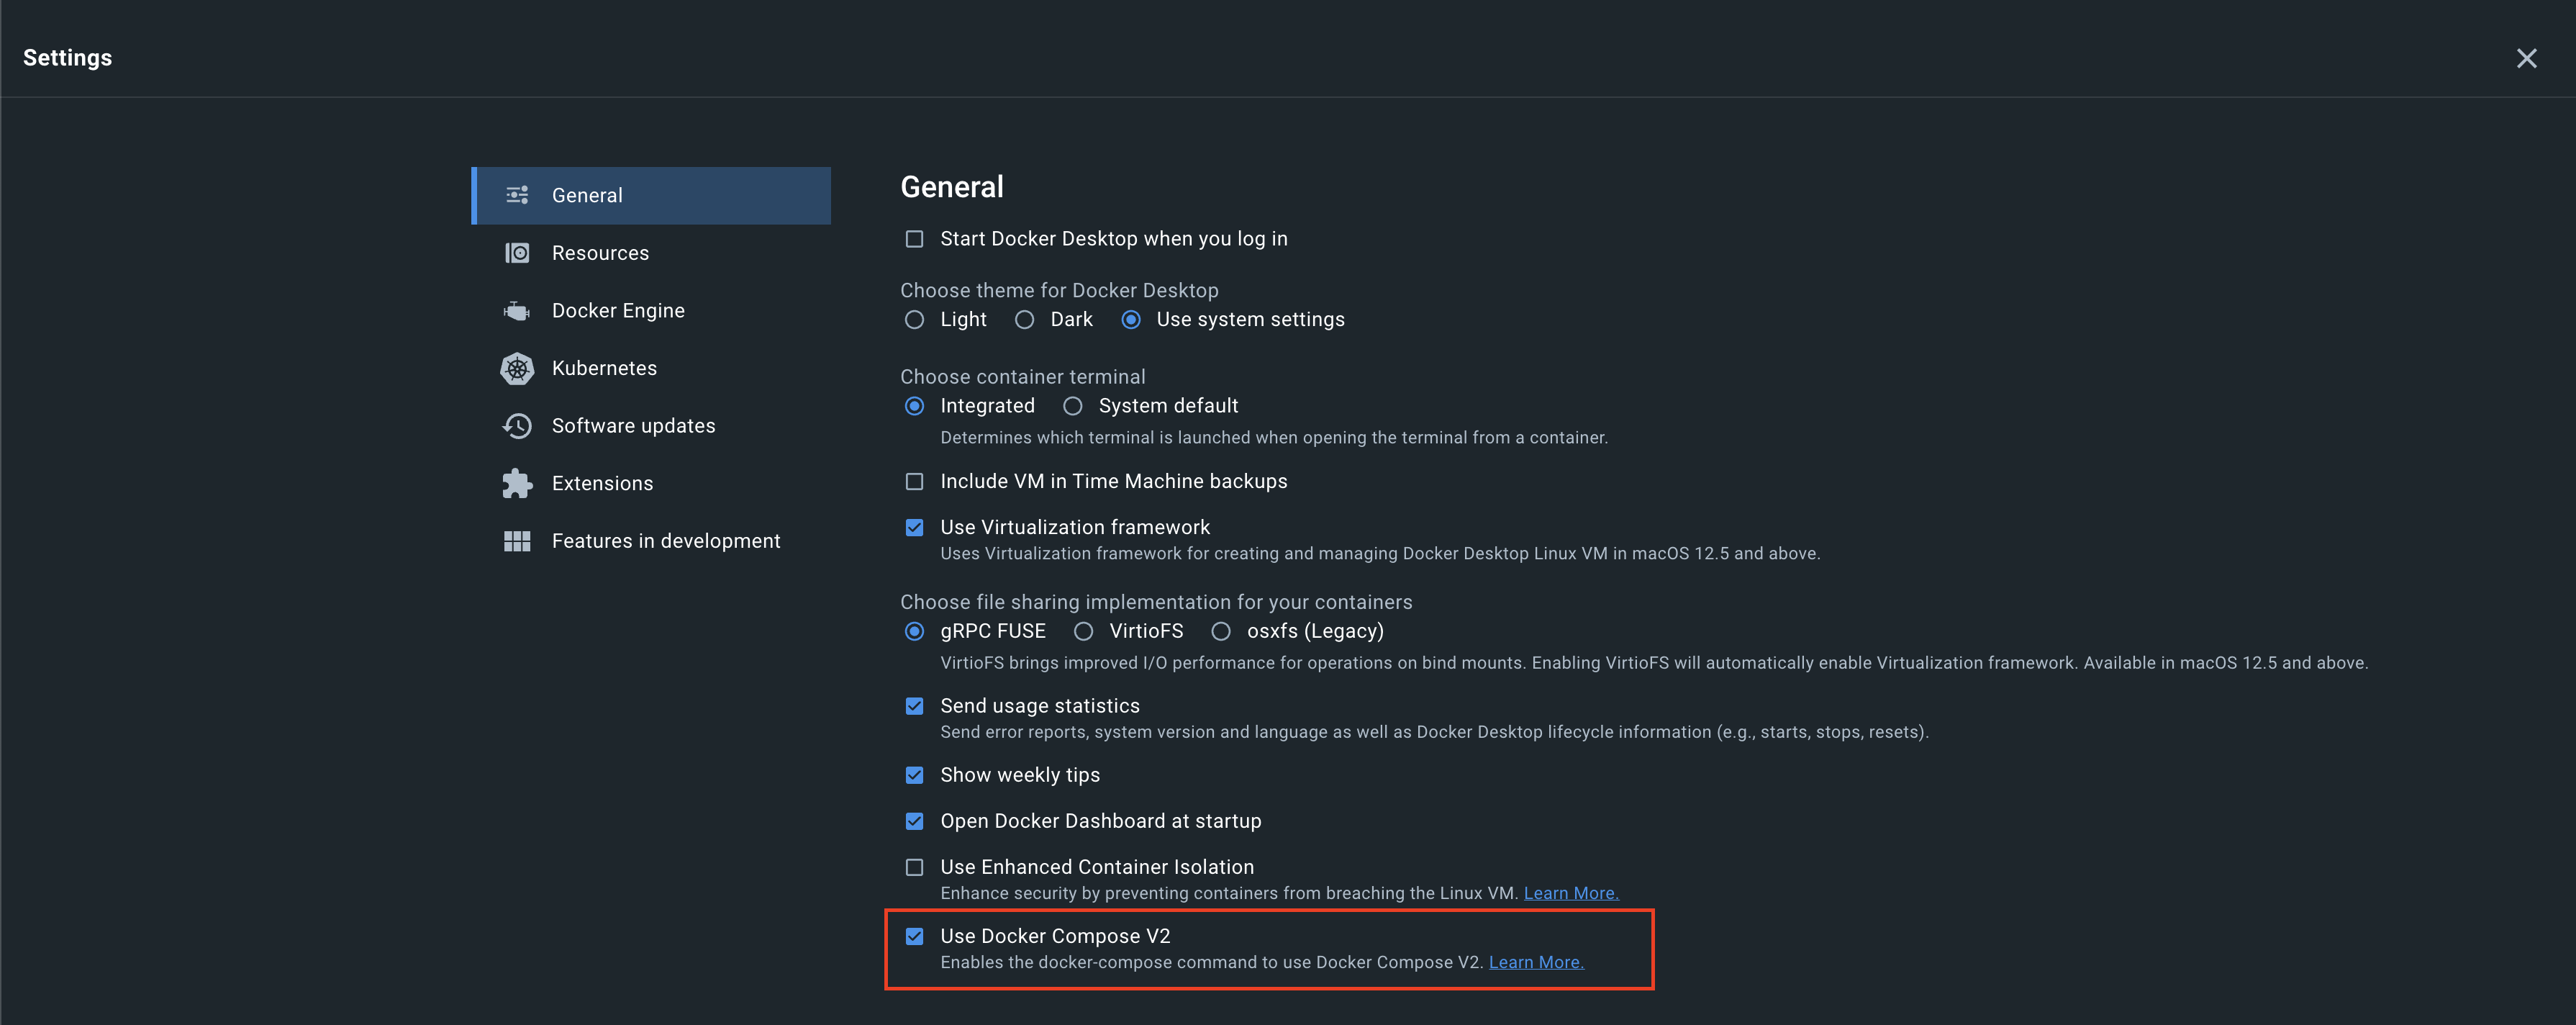 Settings
General
Resources
Docker Engine
Kubernetes
Software updates
Extensions
Features in development
General
Start Docker Desktop when you log in
Choose theme for Docker Desktop
Light Dark Use system settings
Choose container terminal
Integrated System default
Determines which terminal is launched when opening the terminal from a container.
Include VM in Time Machine backups
Use Virtualization framework
Uses Virtualization framework for creating and managing Docker Desktop Linux VM in macOS 12.5 and above.
Choose file sharing implementation for your containers
gRPC FUSE VirtioFS osxfs (Legacy)
VirtioFS brings improved I/O performance for operations on bind mounts. Enabling VirtioFS will automatically enable Virtualization framework. Available in macOS 12.5 and above.
Send usage statistics
Send error reports, system version and language as well as Docker Desktop lifecycle information (e.g., starts, stops, resets).
Show weekly tips
Open Docker Dashboard at startup
Use Enhanced Container Isolation
Enhance security by preventing containers from breaching the Linux VM. Learn More.
Use Docker Compose V2
Enables the docker-compose command to use Docker Compose V2. Learn More.